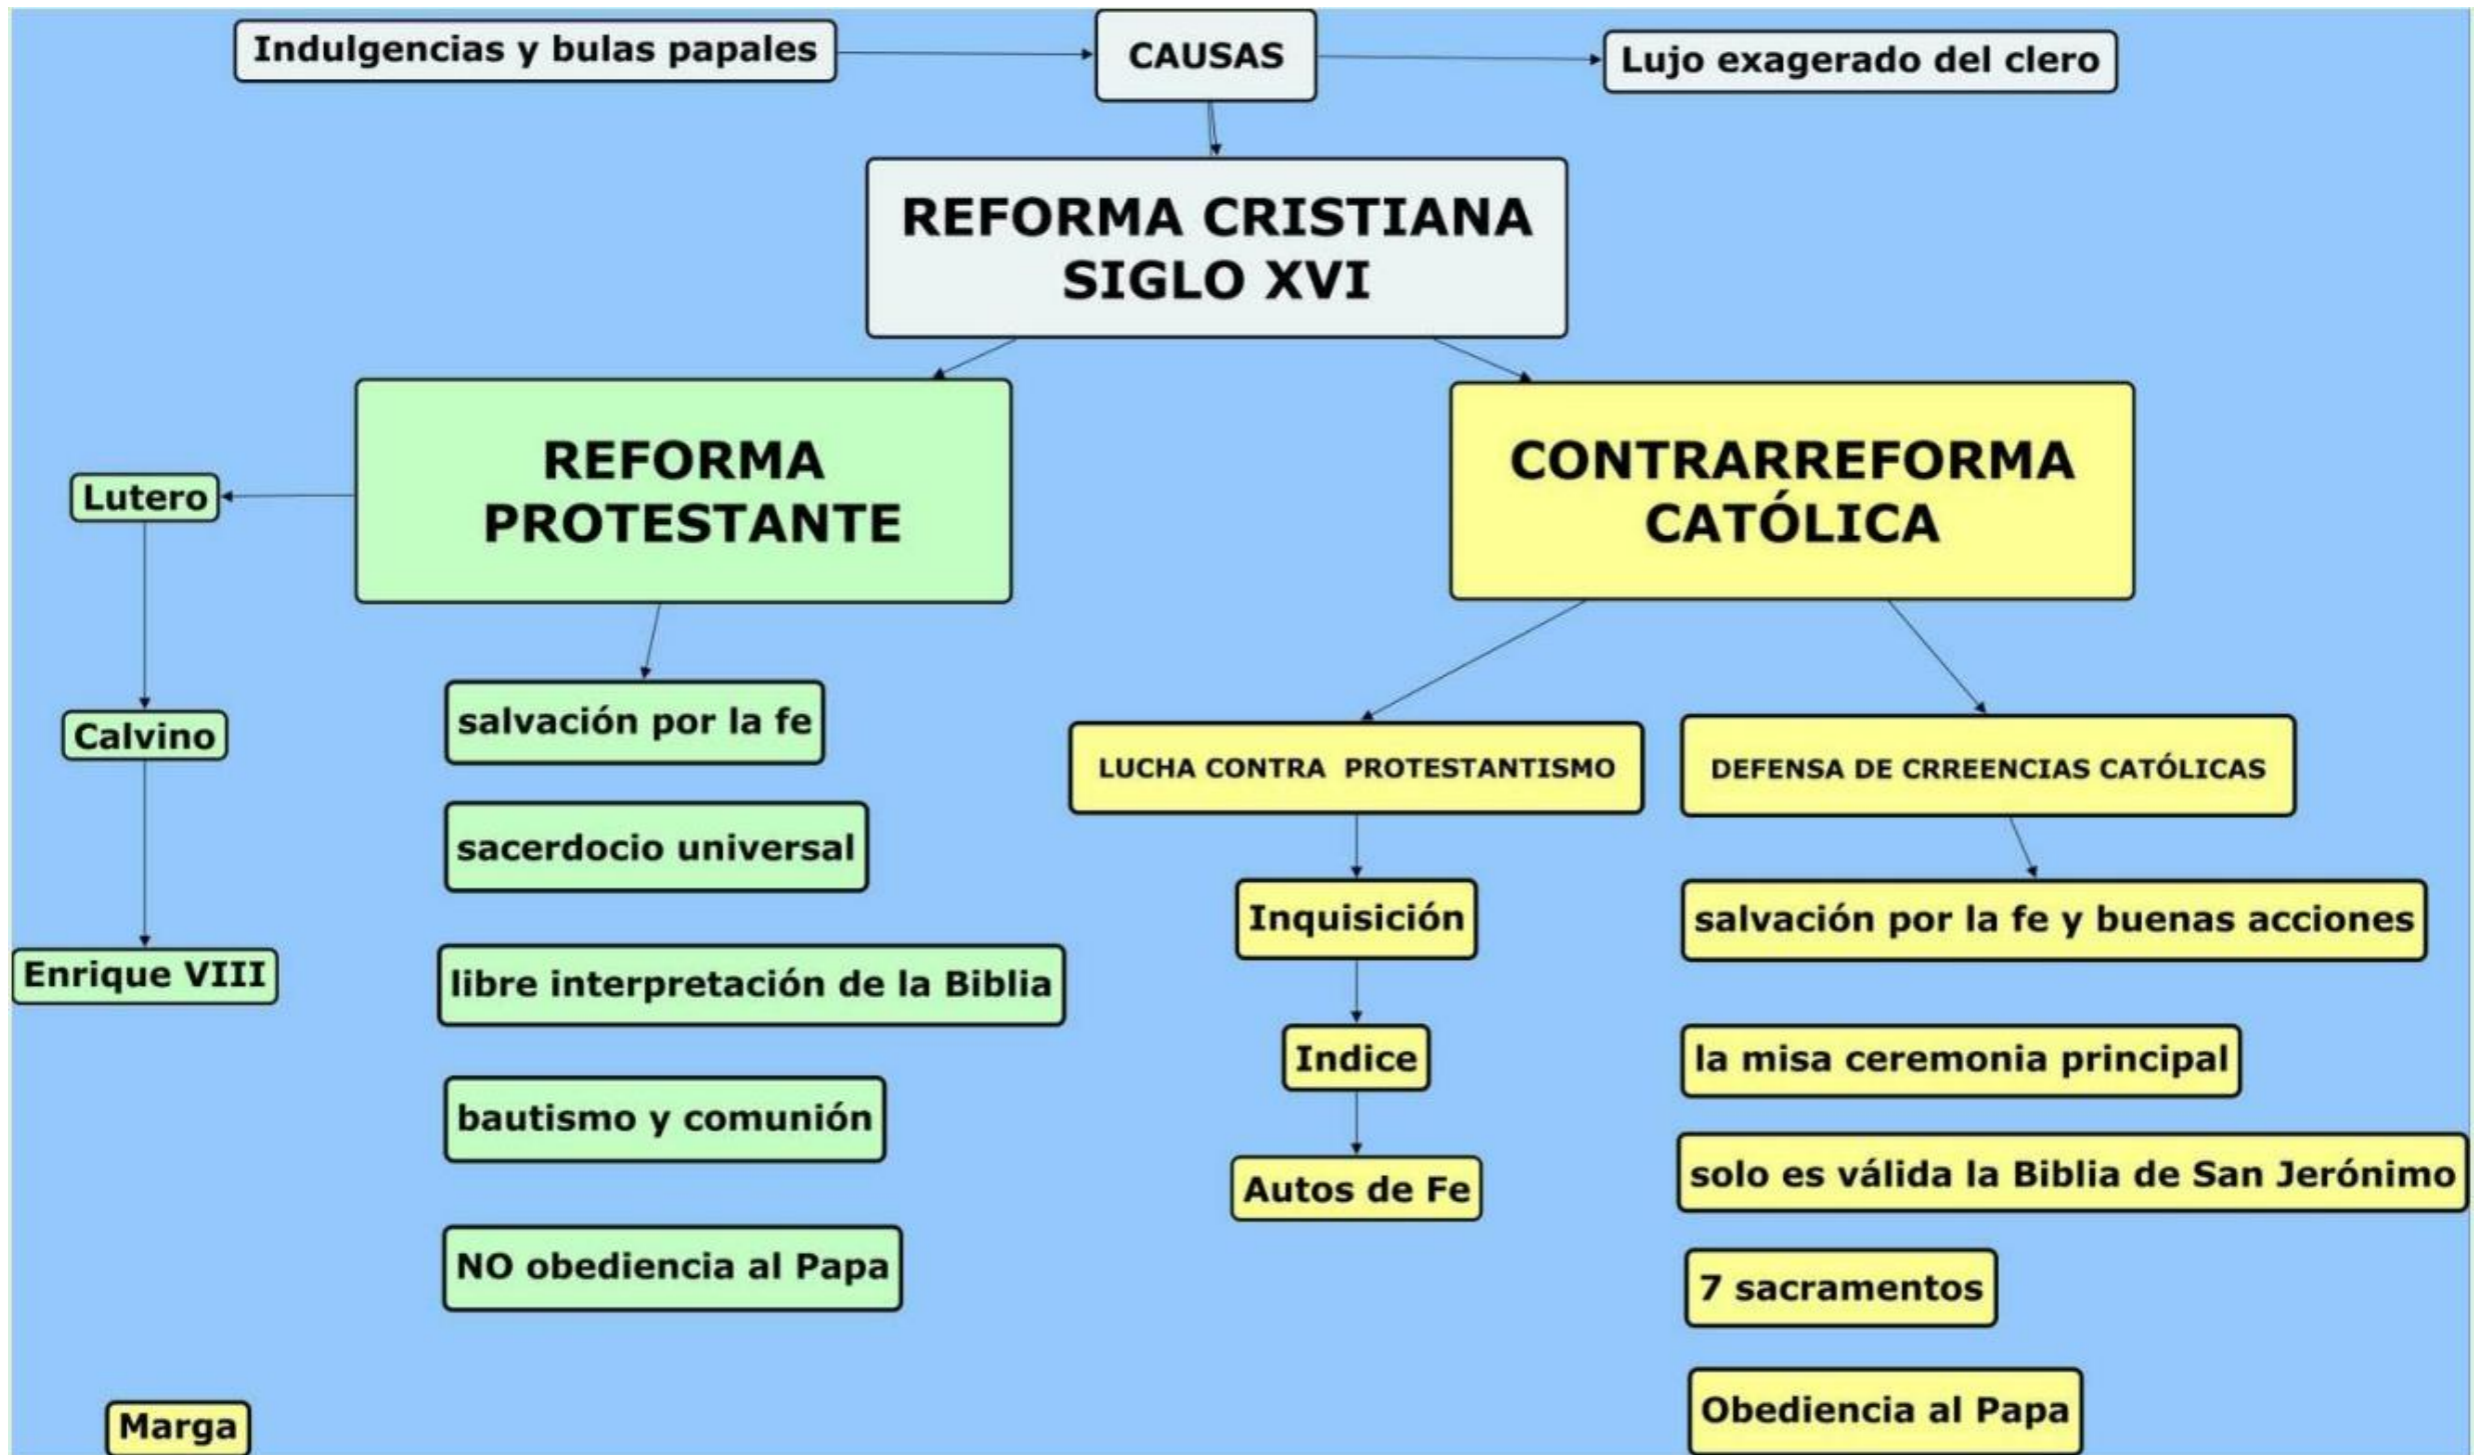 Indulgencias y bulas papales
CAUSAS
Lujo exagerado del clero
REFORMA CRISTIANA
SIGLO XVI
REFORMA
PROTESTANTE
CONTRARREFORMA
CATÓLICA
Lutero
Calvino
Enrique VIII
salvación por la fe
sacerdocio universal
libre interpretación de la Biblia
bautismo y comunión
NO obediencia al Papa
LUCHA CONTRA PROTESTANTISMO
Inquisición
Indice
Autos de Fe
DEFENSA DE CRREENCIAS CATÓLICAS
salvación por la fe y buenas acciones
la misa ceremonia principal
solo es válida la Biblia de San Jerónimo
7 sacramentos
Obediencia al Papa
Marga